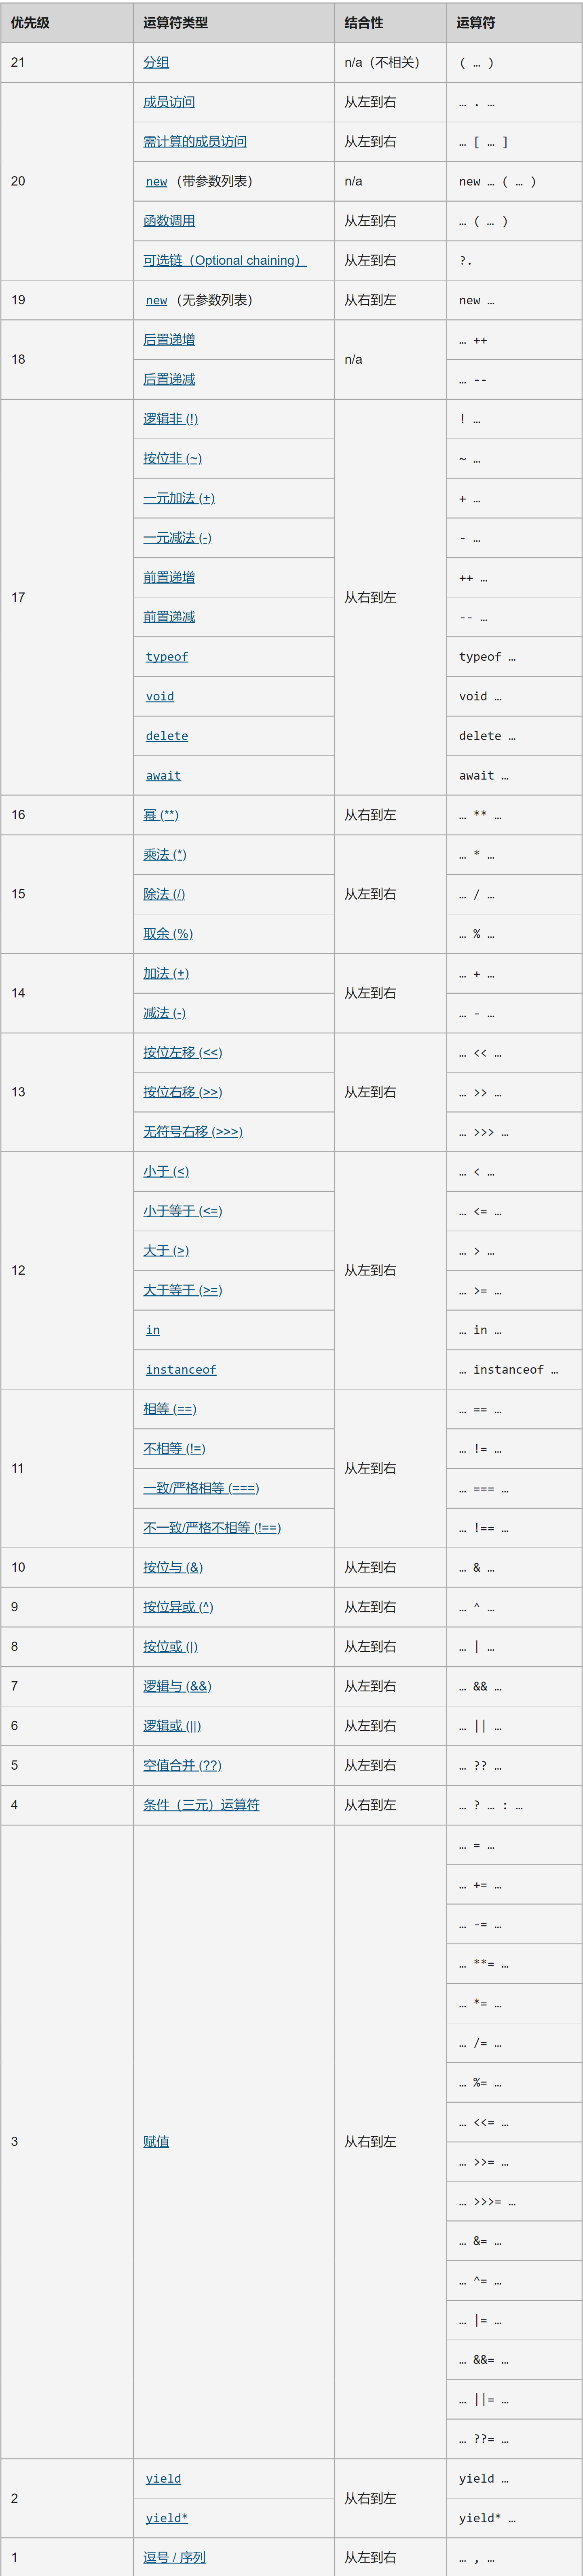 优先级 运算符类型 结合性 运算符
21 分组 n/a（不相关） ( … )
成员访问 从左到右 … . …
需计算的成员访问 从左到右 … [ … ]
20 new （带参数列表） n/a new … ( … )
函数调用 从左到右 … ( … )
可选链（Optional chaining） 从左到右 ?.
19 new （无参数列表） 从右到左 new …
后置递增 … ++
18 n/a
后置递减 … --
逻辑非 (!) ! …
按位非 (~) ~ …
一元加法 (+) + …
一元减法 (-) - …
前置递增 ++ …
17 从右到左
前置递减 -- …
typeof typeof …
void void …
delete delete …
await await …
16 幂 (**) 从右到左 … ** …
乘法 (*) … * …
15 除法 (/) 从左到右 … / …
取余 (%) … % …
加法 (+) … + …
14 从左到右
减法 (-) … - …
按位左移 (<<) … << …
13 按位右移 (>>) 从左到右 … >> …
无符号右移 (>>>) … >>> …
小于 (<) … < …
小于等于 (<=) … <= …
大于 (>) … > …
12 从左到右
大于等于 (>=) … >= …
in … in …
instanceof … instanceof …
相等 (==) … == …
不相等 (!=) … != …
11 从左到右
一致/严格相等 (===) … === …
不一致/严格不相等 (!==) … !== …
10 按位与 (&) 从左到右 … & …
9 按位异或 (^) 从左到右 … ^ …
8 按位或 (|) 从左到右 … | …
7 逻辑与 (&&) 从左到右 … && …
6 逻辑或 (||) 从左到右 … || …
5 空值合并 (??) 从左到右 … ?? …
4 条件（三元）运算符 从右到左 … ? … : …
… = …
… += …
… -= …
… **= …
… *= …
… /= …
… %= …
… <<= …
3 赋值 从右到左
… >>= …
… >>>= …
… &= …
… ^= …
… |= …
… &&= …
… ||= …
… ??= …
yield yield …
2 从右到左
yield* yield* …
1 逗号 / 序列 从左到右 … , …